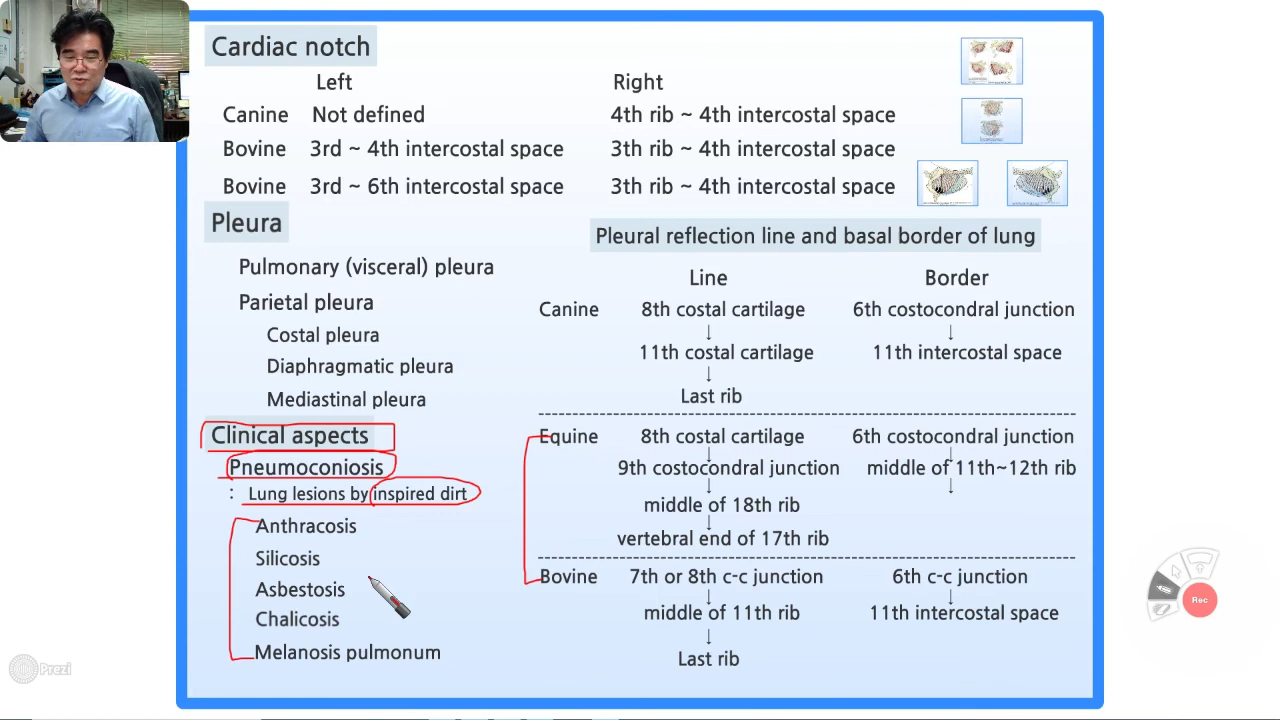 Cardiac notch
Left Right
Canine Not defined 4th rib ~ 4th intercostal space
Bovine 3rd ~ 4th intercostal space 3th rib ~ 4th intercostal space
Bovine 3rd ~ 6th intercostal space 3th rib ~ 4th intercostal space
Pleura
Pulmonary (visceral) pleura
Parietal pleura
Costal pleura
Diaphragmatic pleura
Mediastinal pleura
Pleural reflection line and basal border of lung
Line Border
Canine 8th costal cartilage 6th costocondral junction
↓ ↓
11th costal cartilage 11th intercostal space
↓
Last rib
Equine 8th costal cartilage 6th costocondral junction
↓ ↓
9th costocondral junction middle of 11th~12th rib
↓ ↓
middle of 18th rib
↓
vertebral end of 17th rib
Bovine 7th or 8th c-c junction 6th c-c junction
↓ ↓
middle of 11th rib 11th intercostal space
↓
Last rib
Clinical aspects
Pneumoconiosis
: Lung lesions by inspired dirt
Anthracosis
Silicosis
Asbestosis
Chalicosis
Melanosis pulmonum
Rec
Prezi